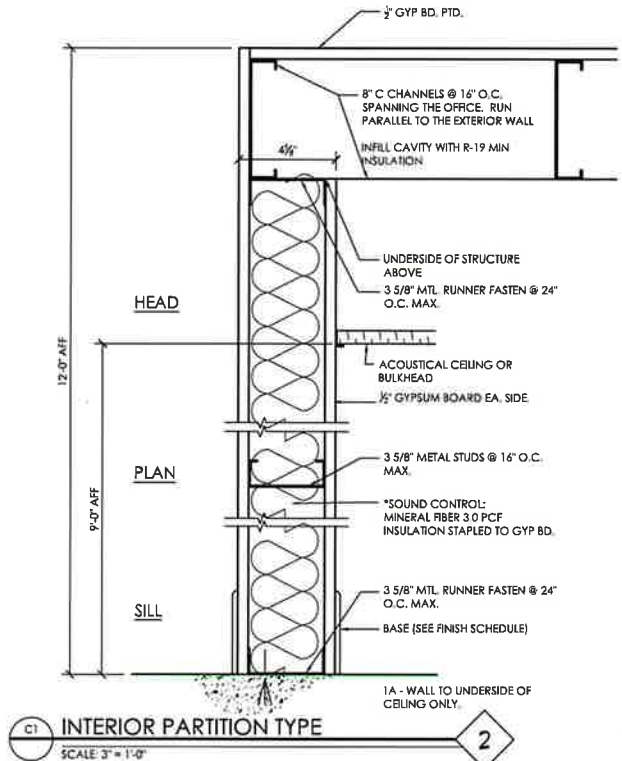 ½" GYP BD. PTD.
8" C CHANNELS @ 16" O.C.
SPANNING THE OFFICE. RUN
PARALLEL TO THE EXTERIOR WALL
4⅝"
INFILL CAVITY WITH R-19 MIN
INSULATION
UNDERSIDE OF STRUCTURE
ABOVE
3 5/8" MTL. RUNNER FASTEN @ 24"
O.C. MAX.
HEAD
12'-0" AFF
ACOUSTICAL CEILING OR
BULKHEAD
½" GYPSUM BOARD EA. SIDE.
3 5/8" METAL STUDS @ 16" O.C.
MAX.
PLAN
9'-0" AFF
*SOUND CONTROL:
MINERAL FIBER 3.0 PCF
INSULATION STAPLED TO GYP BD.
3 5/8" MTL. RUNNER FASTEN @ 24"
O.C. MAX.
SILL
BASE (SEE FINISH SCHEDULE)
1A - WALL TO UNDERSIDE OF
CEILING ONLY.
C1 INTERIOR PARTITION TYPE 2
SCALE: 3" = 1'-0"